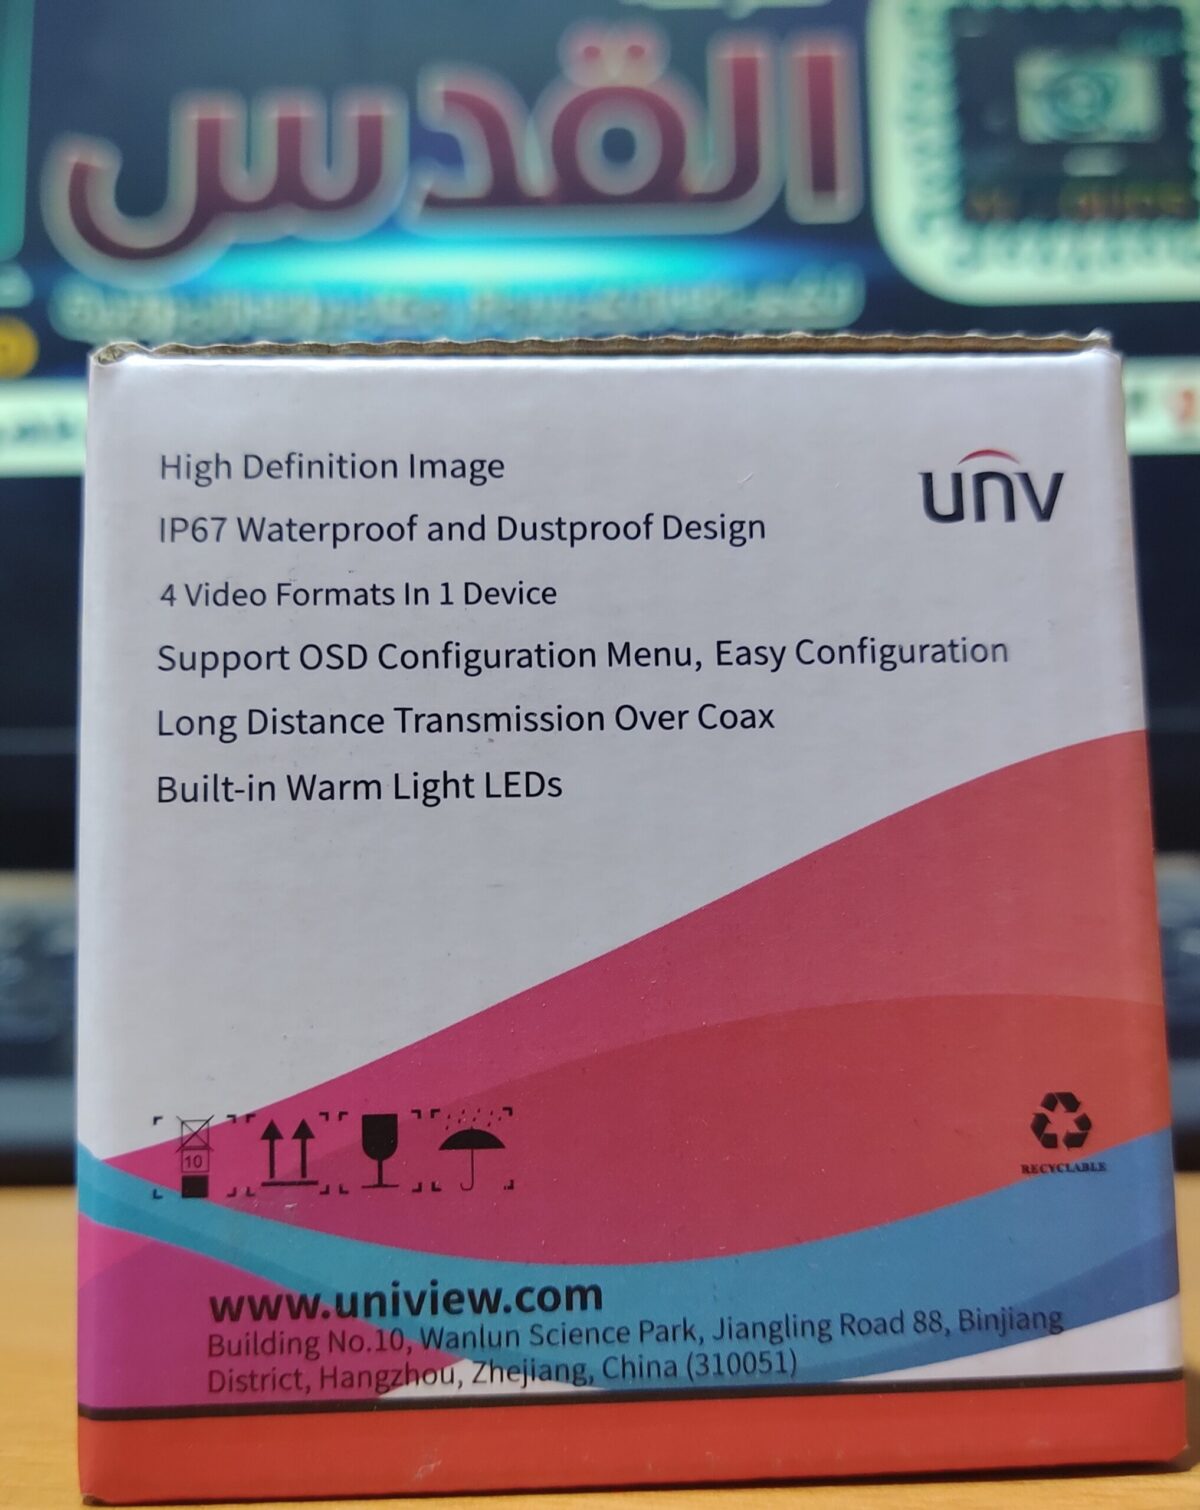 القدس
High Definition Image
unv
IP67 Waterproof and Dustproof Design
4 Video Formats In 1 Device
Support OSD Configuration Menu, Easy Configuration
Long Distance Transmission Over Coax
Built-in Warm Light LEDs
10
RECYCLABLE
www.uniview.com
Building No.10, Wanlun Science Park, Jiangling Road 88, Binjiang
District, Hangzhou, Zhejiang, China (310051)